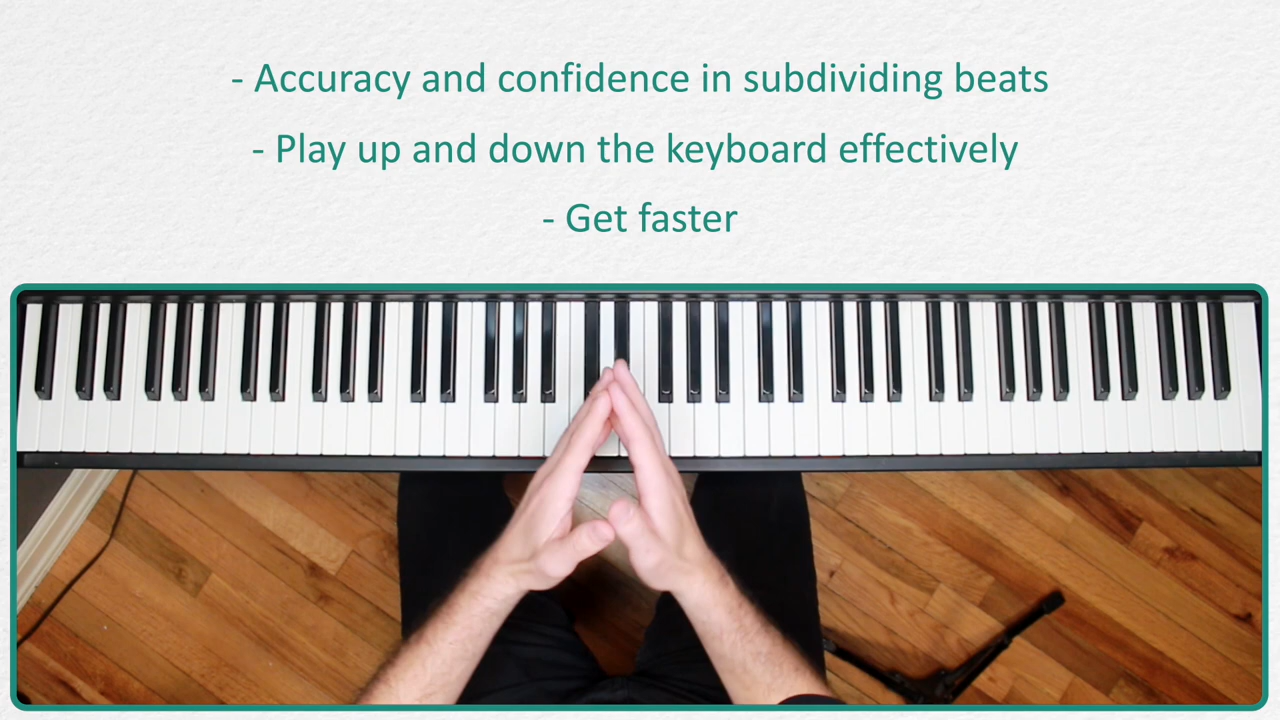 - Accuracy and confidence in subdividing beats
- Play up and down the keyboard effectively
- Get faster